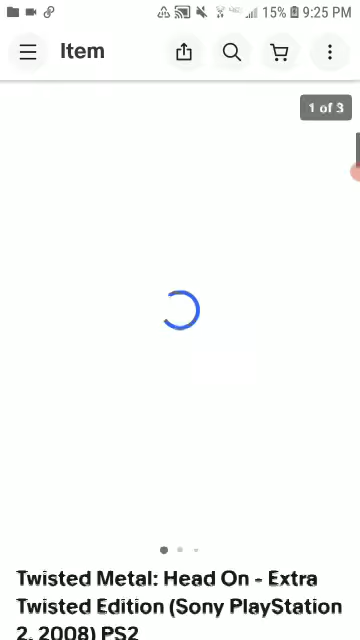 15% 9:25 PM
Item
1 of 3
Twisted Metal: Head On - Extra
Twisted Edition (Sony PlayStation
2, 2008) PS2